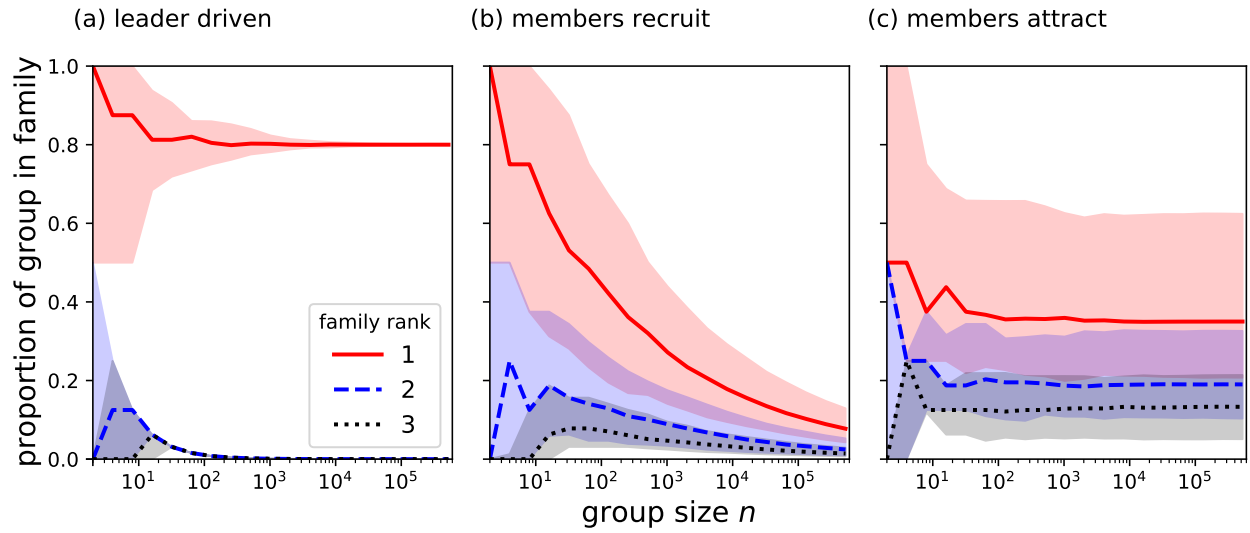 (a) leader driven
(b) members recruit
(c) members attract
proportion of group in family
1.0
0.8
0.6
0.4
0.2
0.0
family rank
1
2
3
10¹ 10² 10³ 10⁴ 10⁵
10¹ 10² 10³ 10⁴ 10⁵
10¹ 10² 10³ 10⁴ 10⁵
group size n